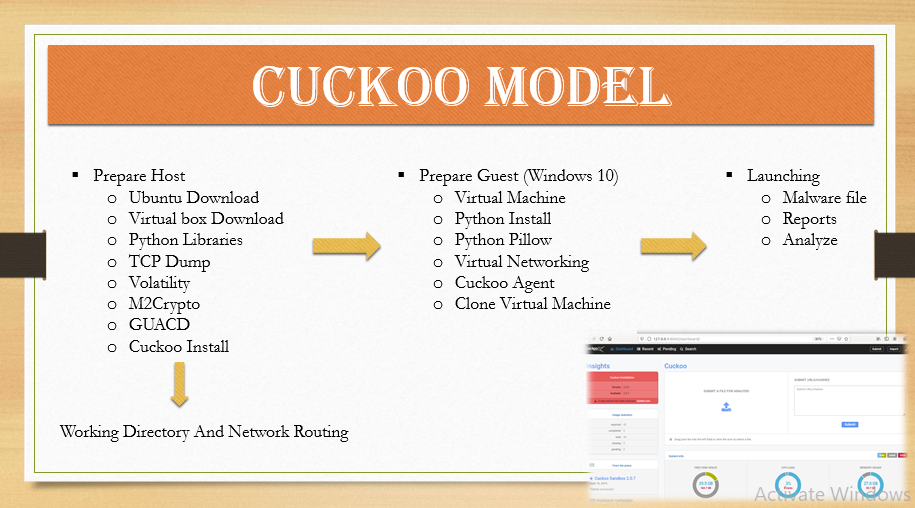 CUCKOO MODEL
Prepare Host
Ubuntu Download
Virtual box Download
Python Libraries
TCP Dump
Volatility
M2Crypto
GUACD
Cuckoo Install
Working Directory And Network Routing
Prepare Guest (Windows 10)
Virtual Machine
Python Install
Python Pillow
Virtual Networking
Cuckoo Agent
Clone Virtual Machine
Launching
Malware file
Reports
Analyze
Dashboard Recent Pending Search
Insights
Cuckoo
SUBMIT A FILE FOR ANALYSIS
SUBMIT URLS/HASHES
Submit
Cuckoo Sandbox 2.0.7
Activate Windows